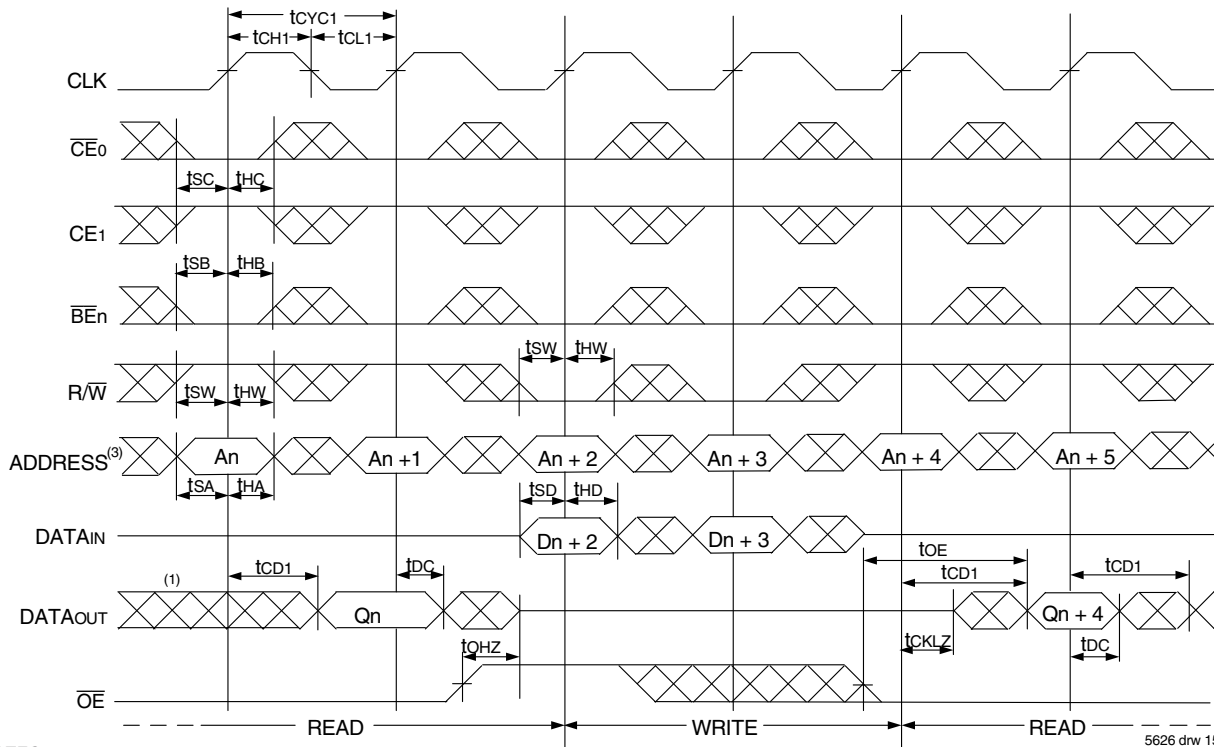 tCYC1
tCH1 tCL1
CLK
CE0
tSC tHC
CE1
tSB tHB
BEn
tSW tHW
R/W
tSW tHW
ADDRESS(3) An An +1 An + 2 An + 3 An + 4 An + 5
tSA tHA tSD tHD
DATAIN Dn + 2 Dn + 3
tOE
(1) tCD1 tDC tCD1 tCD1
DATAOUT Qn Qn + 4
tOHZ tCKLZ tDC
OE
READ WRITE READ
5626 drw 15